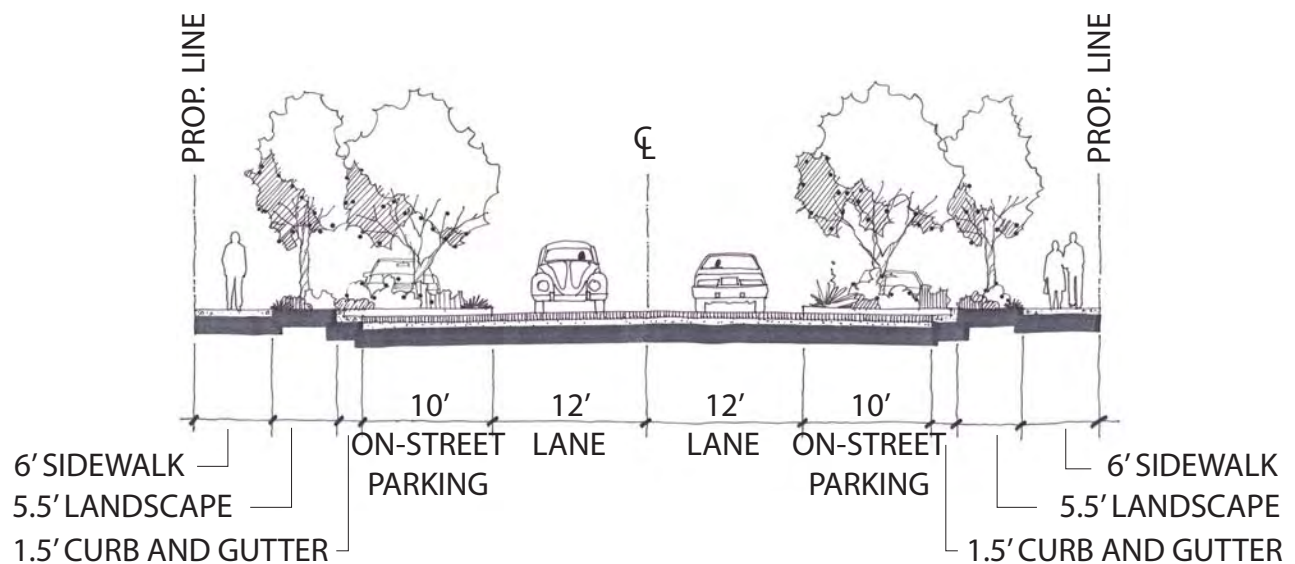 PROP. LINE
℄
PROP. LINE
10’
ON-STREET
PARKING
12’
LANE
12’
LANE
10’
ON-STREET
PARKING
6’ SIDEWALK
5.5’ LANDSCAPE
1.5’ CURB AND GUTTER
6’ SIDEWALK
5.5’ LANDSCAPE
1.5’ CURB AND GUTTER